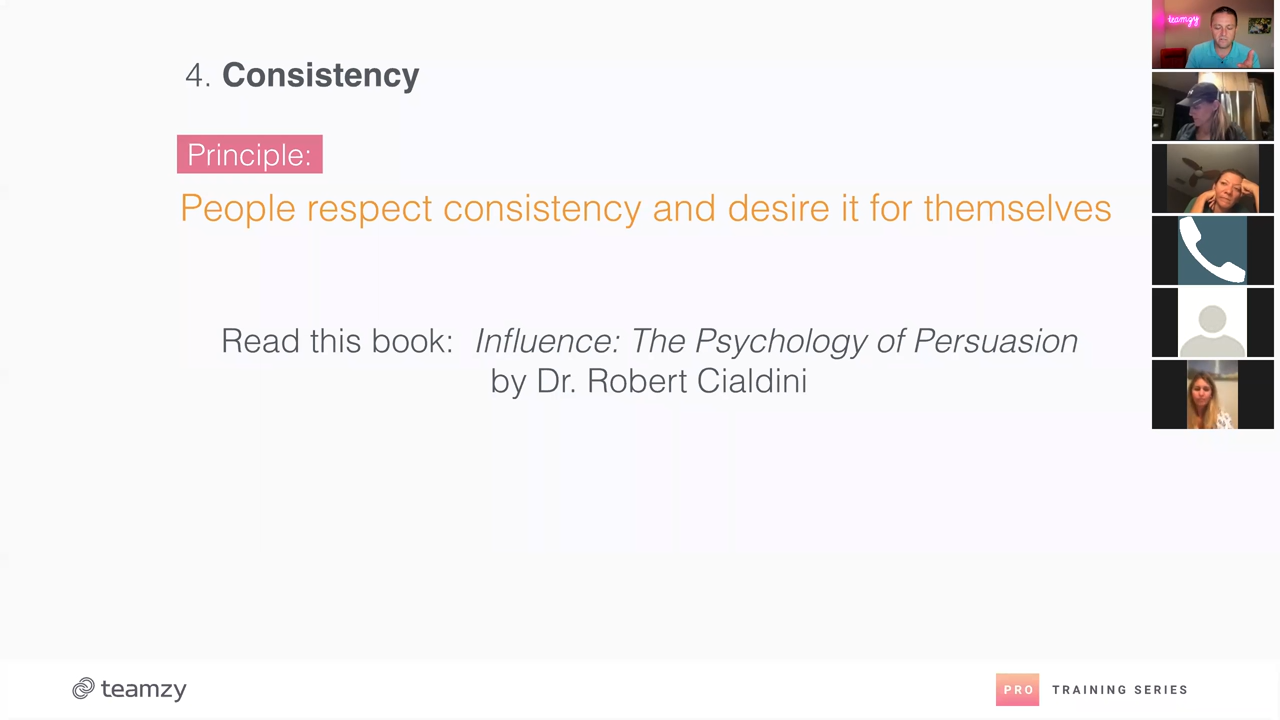 4. Consistency
Principle:
People respect consistency and desire it for themselves
Read this book: Influence: The Psychology of Persuasion
by Dr. Robert Cialdini
teamzy
PRO TRAINING SERIES
teamzy